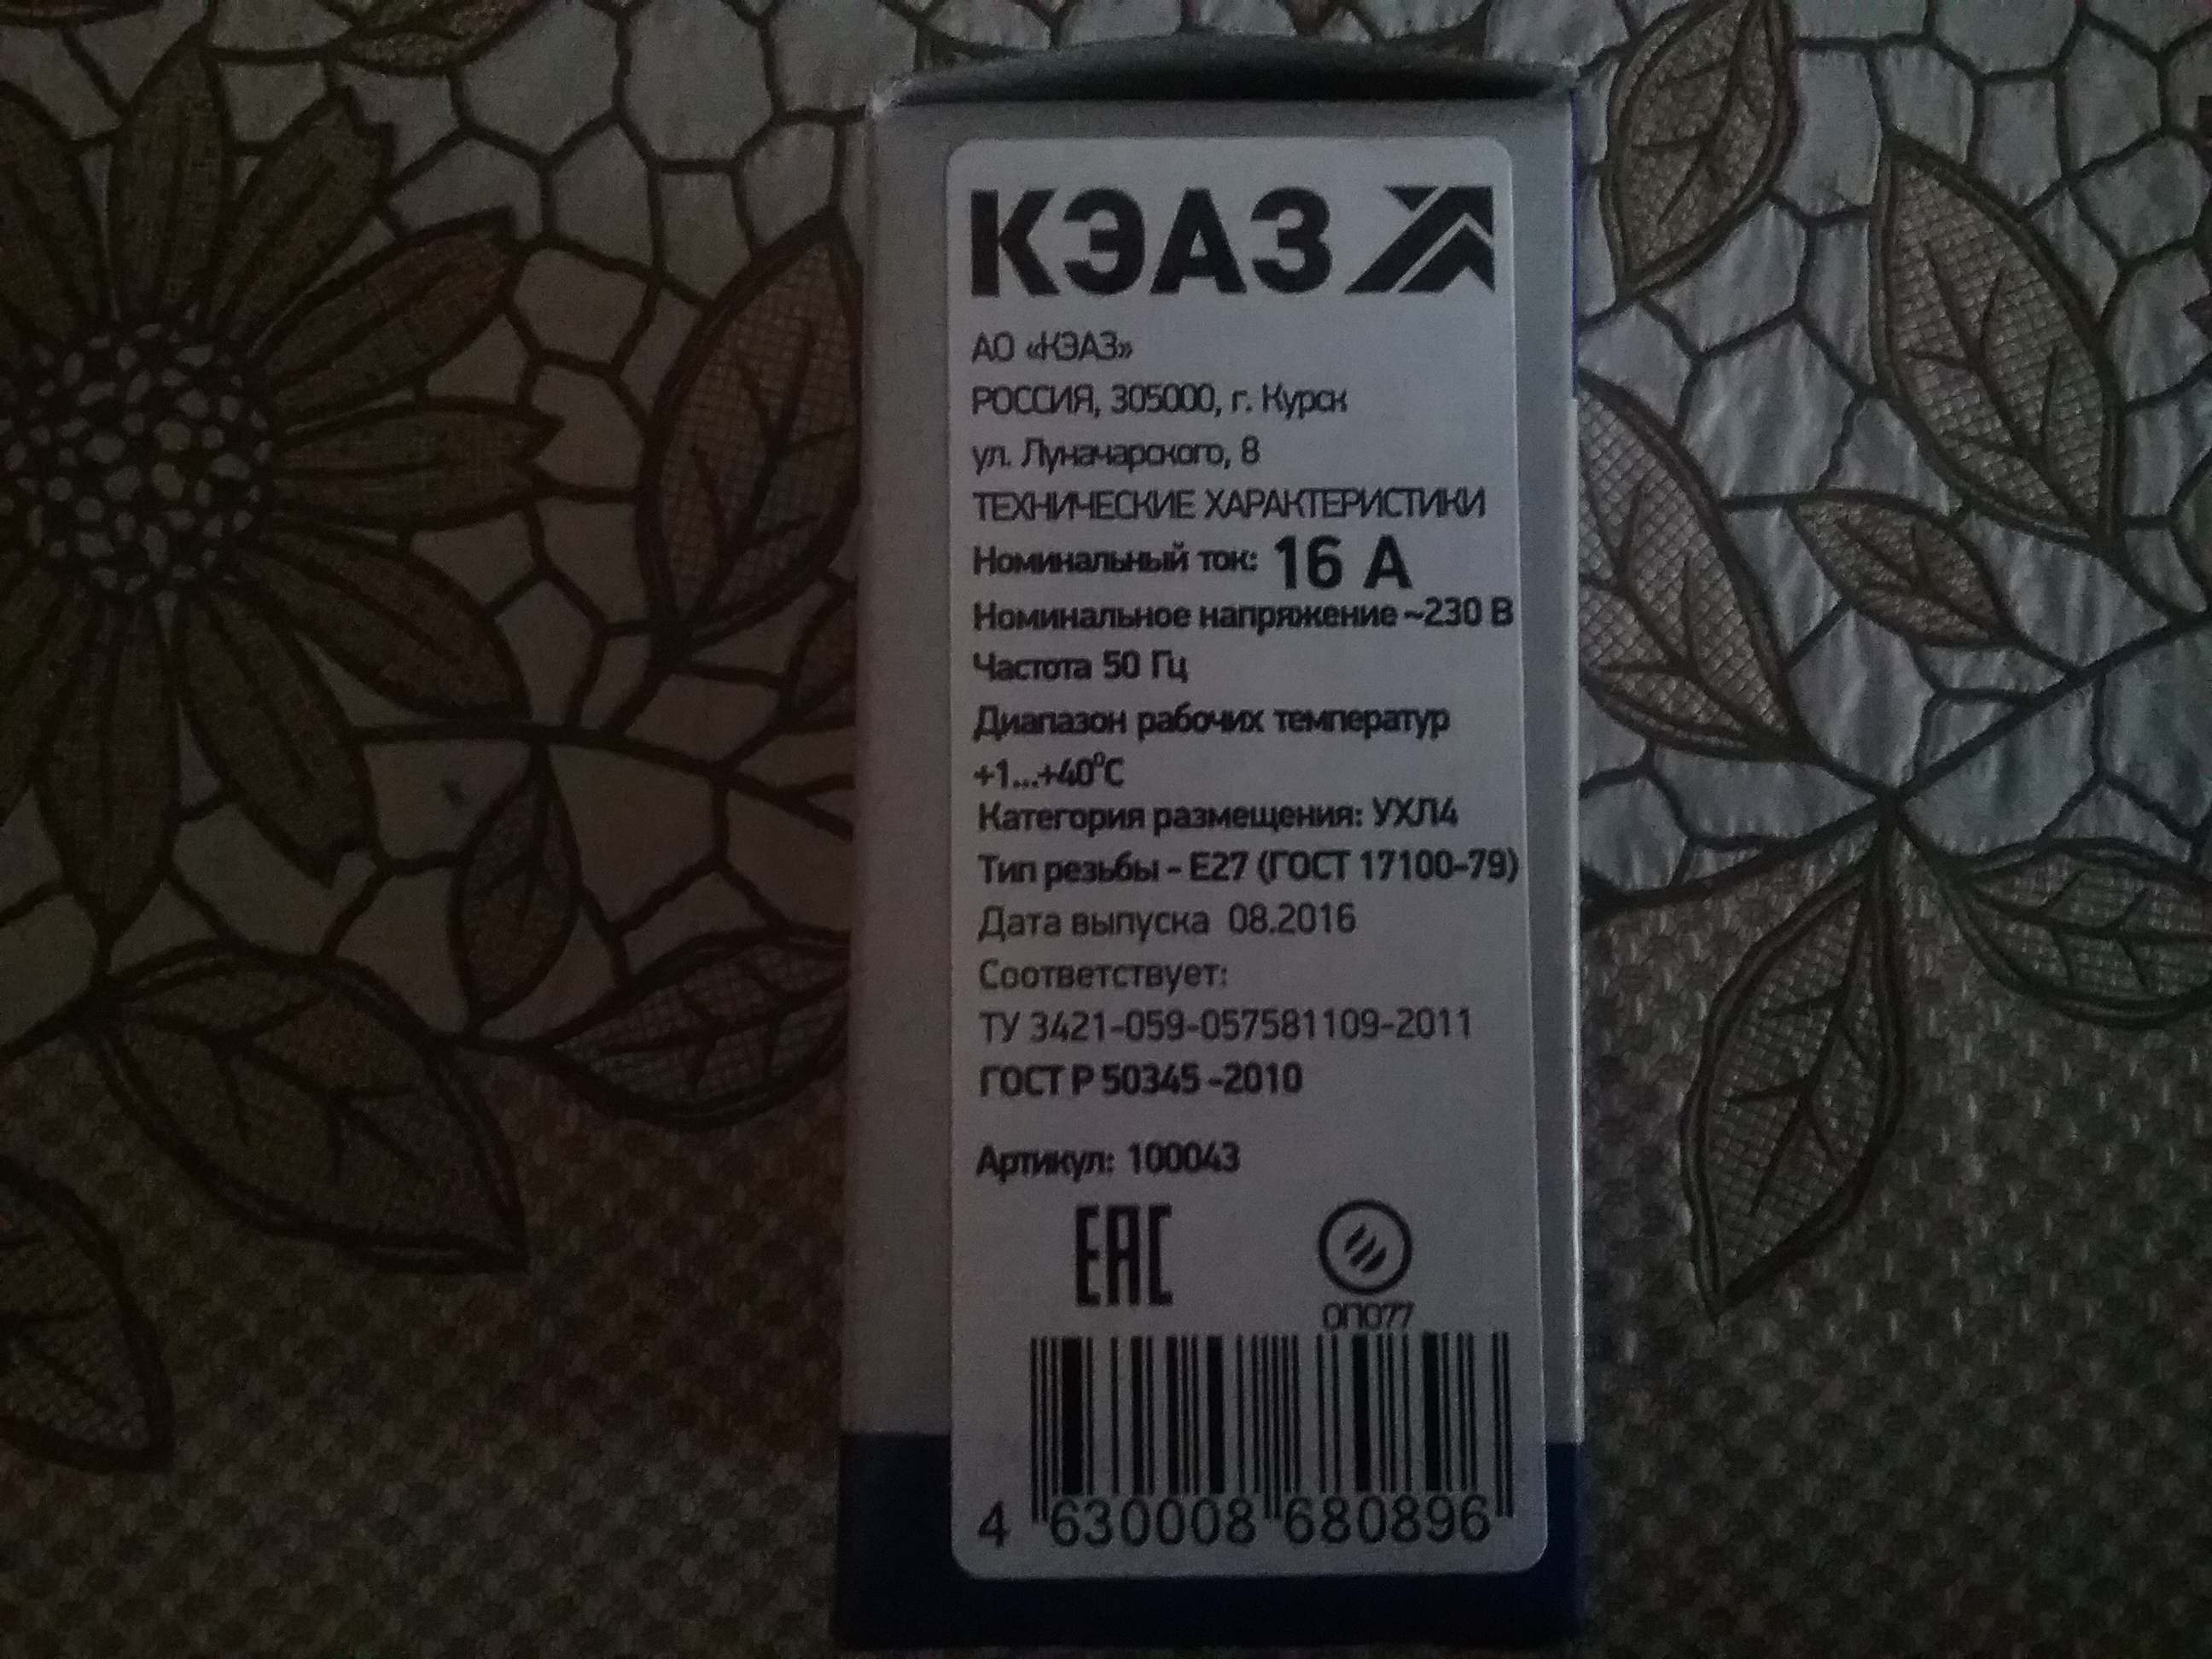 КЭАЗ
АО «КЭАЗ»
РОССИЯ, 305000, г. Курск
ул. Луначарского, 8
ТЕХНИЧЕСКИЕ ХАРАКТЕРИСТИКИ
Номинальный ток: 16 А
Номинальное напряжение ~230 В
Частота 50 Гц
Диапазон рабочих температур
+1...+40⁰С
Категория размещения: УХЛ4
Тип резьбы - Е27 (ГОСТ 17100-79)
Дата выпуска 08.2016
Соответствует:
ТУ 3421-059-057581109-2011
ГОСТ Р 50345-2010
Артикул: 100043
ЕАС
ОП077
4 630008 680896